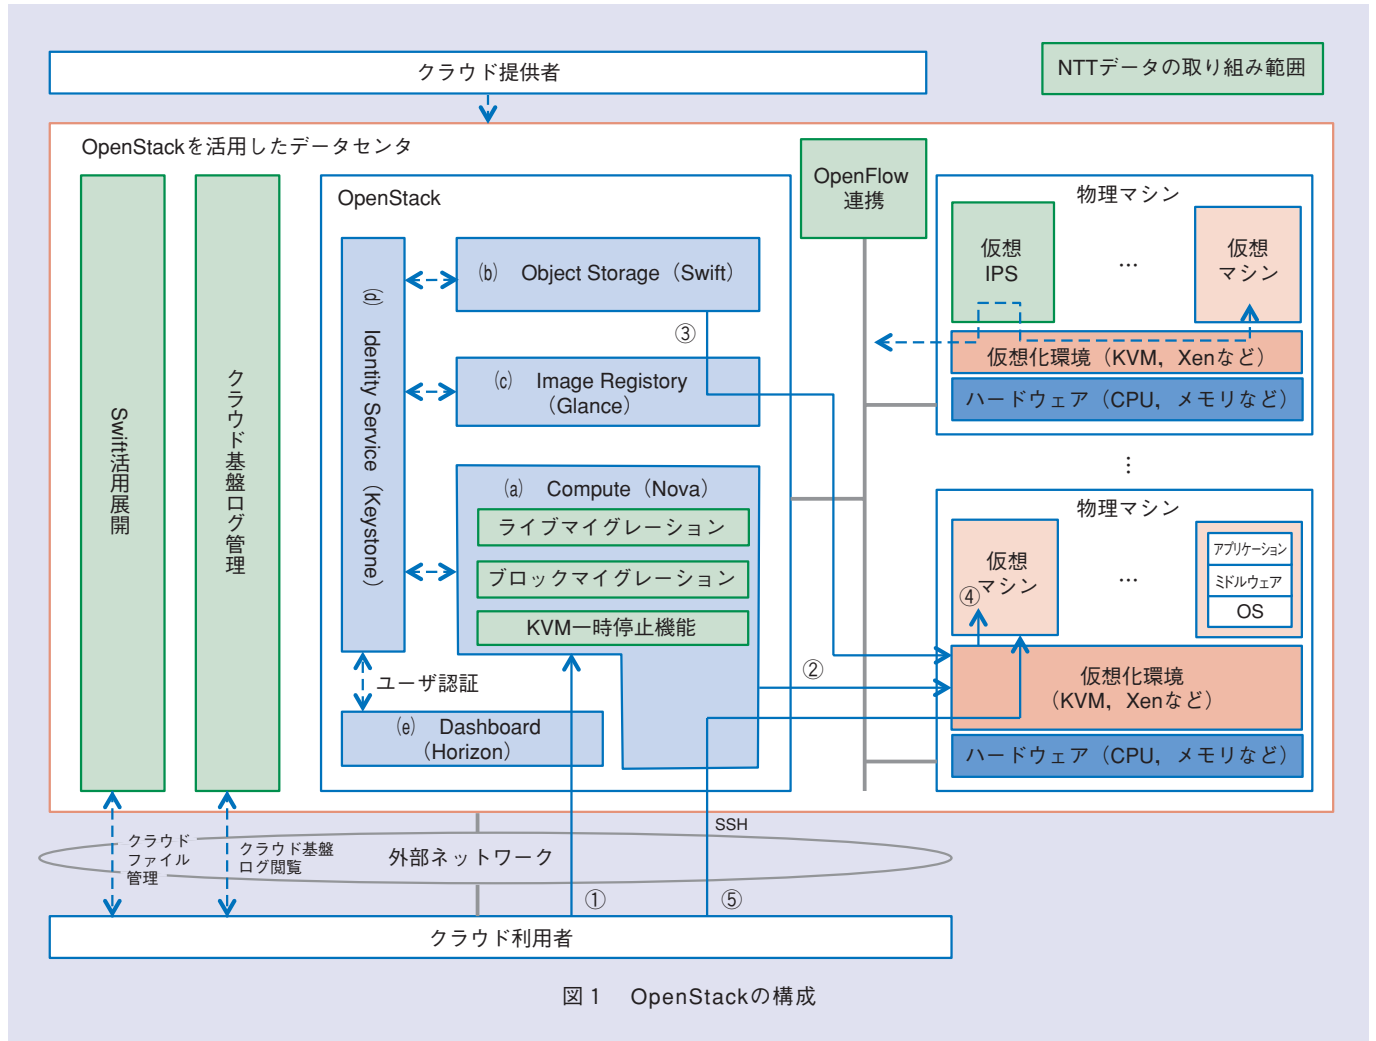 クラウド提供者
NTTデータの取り組み範囲
OpenStackを活用したデータセンタ
Swift活用展開
クラウド基盤ログ管理
OpenStack
(d) Identity Service（Keystone）
(b) Object Storage（Swift）
③
(c) Image Registory
（Glance）
(a) Compute（Nova）
ライブマイグレーション
ブロックマイグレーション
KVM一時停止機能
ユーザ認証
(e) Dashboard
（Horizon）
②
OpenFlow
連携
物理マシン
仮想
IPS
…
仮想
マシン
仮想化環境（KVM，Xenなど）
ハードウェア（CPU，メモリなど）
…
物理マシン
仮想
マシン
④
…
アプリケーション
ミドルウェア
OS
仮想化環境
（KVM，Xenなど）
ハードウェア（CPU，メモリなど）
SSH
クラウド
ファイル
管理
クラウド基盤
ログ閲覧
外部ネットワーク
①
⑤
クラウド利用者
図1 OpenStackの構成